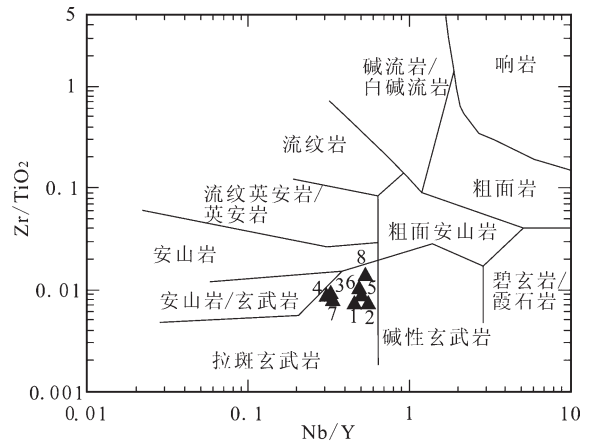 5
碱流岩/
白碱流岩
响岩
1
流纹岩
Zr/TiO2
0.1
流纹英安岩/
英安岩
粗面岩
粗面安山岩
安山岩
8
碧玄岩/
霞石岩
0.01
安山岩/玄武岩
4 3 6 5
7 1 2
碱性玄武岩
拉斑玄武岩
0.001
0.01 0.1 1 10
Nb/Y